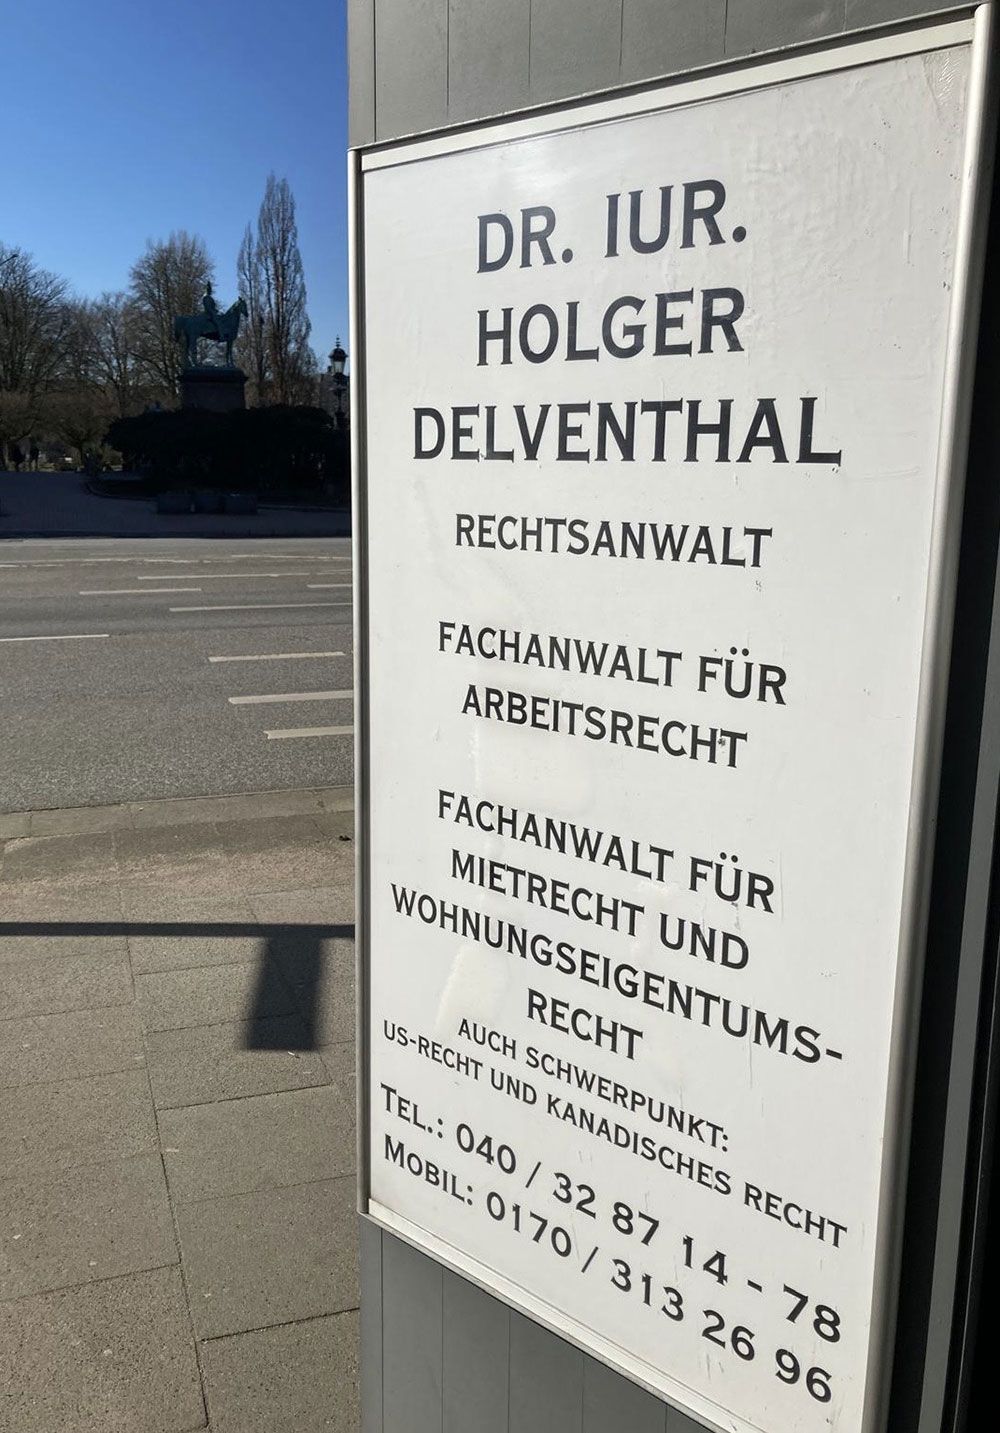 DR. IUR.
HOLGER
DELVENTHAL
RECHTSANWALT
FACHANWALT FÜR
ARBEITSRECHT
FACHANWALT FÜR
MIETRECHT UND
WOHNUNGSEIGENTUMS-
RECHT
AUCH SCHWERPUNKT:
US-RECHT UND KANADISCHES RECHT
TEL.: 040 / 32 87 14 - 78
MOBIL: 0170 / 313 26 96